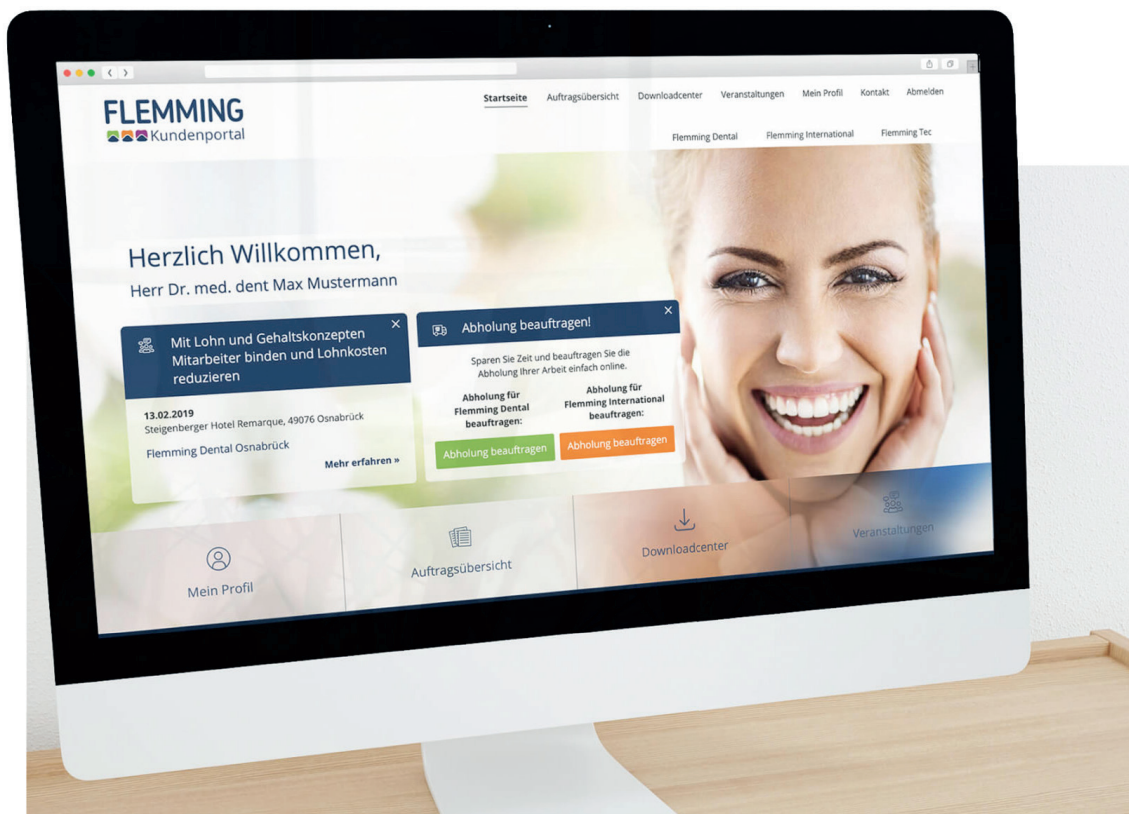 FLEMMING
Kundenportal
Startseite Auftragsübersicht Downloadcenter Veranstaltungen Mein Profil Kontakt Abmelden
Flemming Dental Flemming International Flemming Tec
Herzlich Willkommen,
Herr Dr. med. dent Max Mustermann
Mit Lohn und Gehaltskonzepten
Mitarbeiter binden und Lohnkosten
reduzieren
13.02.2019
Steigenberger Hotel Remarque, 49076 Osnabrück
Flemming Dental Osnabrück
Mehr erfahren »
Abholung beauftragen!
Sparen Sie Zeit und beauftragen Sie die
Abholung Ihrer Arbeit einfach online.
Abholung für
Flemming Dental
beauftragen:
Abholung beauftragen
Abholung für
Flemming International
beauftragen:
Abholung beauftragen
Mein Profil
Auftragsübersicht
Downloadcenter
Veranstaltungen